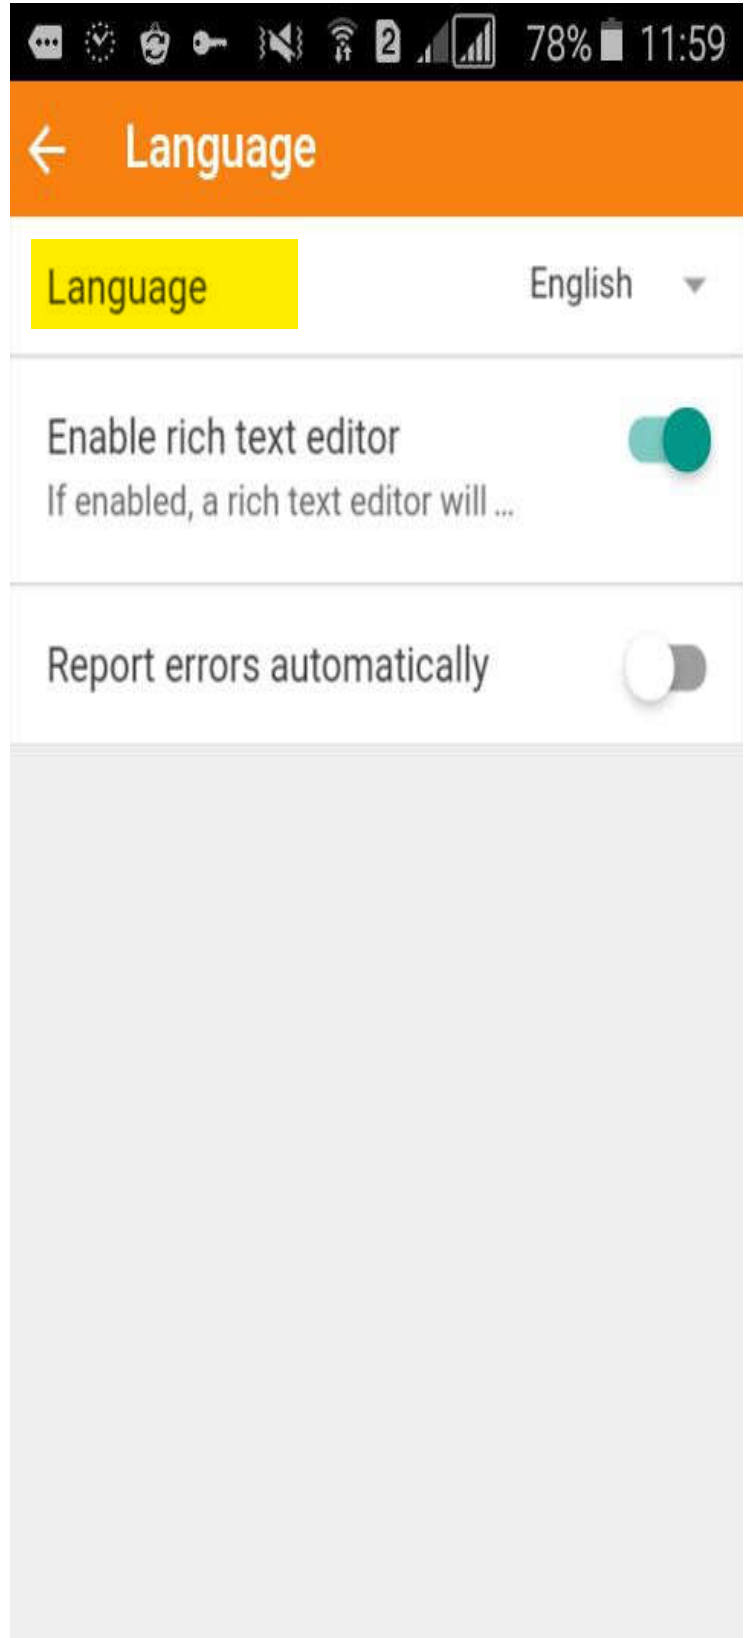 2 78% 11:59
Language
Language English
Enable rich text editor
If enabled, a rich text editor will ...
Report errors automatically